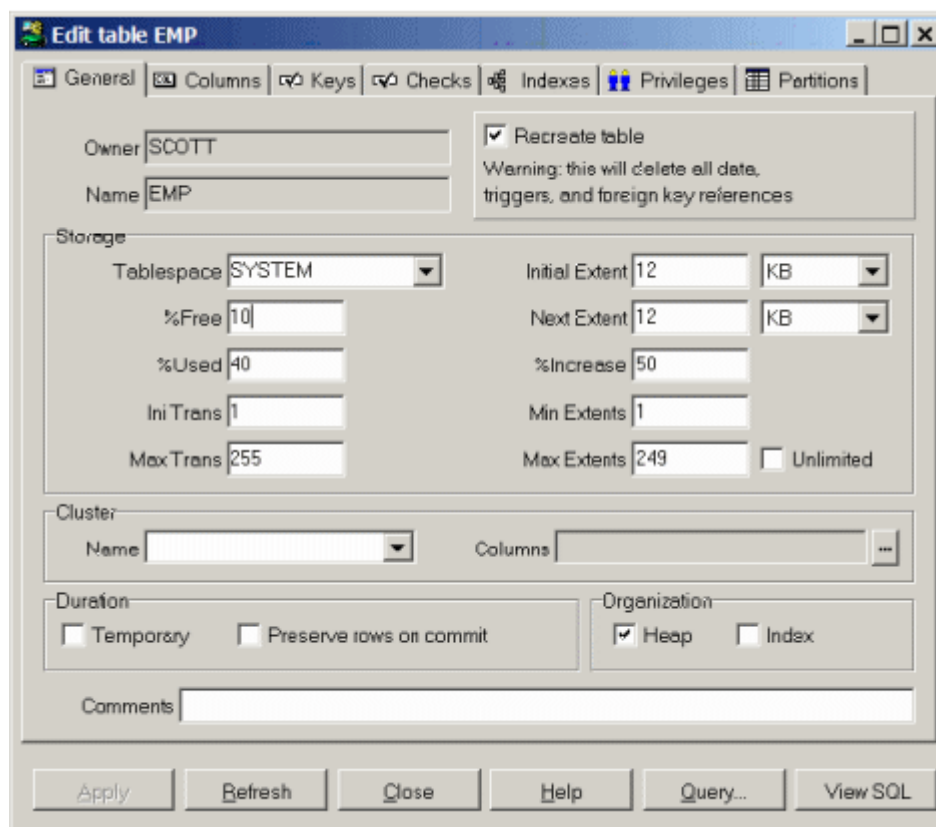 Edit table EMP
General Columns Keys Checks Indexes Privileges Partitions
Owner SCOTT
Name EMP
Recreate table
Warning: this will delete all data,
triggers, and foreign key references
Storage
Tablespace SYSTEM Initial Extent 12 KB
%Free 10 Next Extent 12 KB
%Used 40 %Increase 50
Ini Trans 1 Min Extents 1
Max Trans 255 Max Extents 249 Unlimited
Cluster
Name Columns ...
Duration Organization
Temporary Preserve rows on commit Heap Index
Comments
Apply Refresh Close Help Query... View SQL